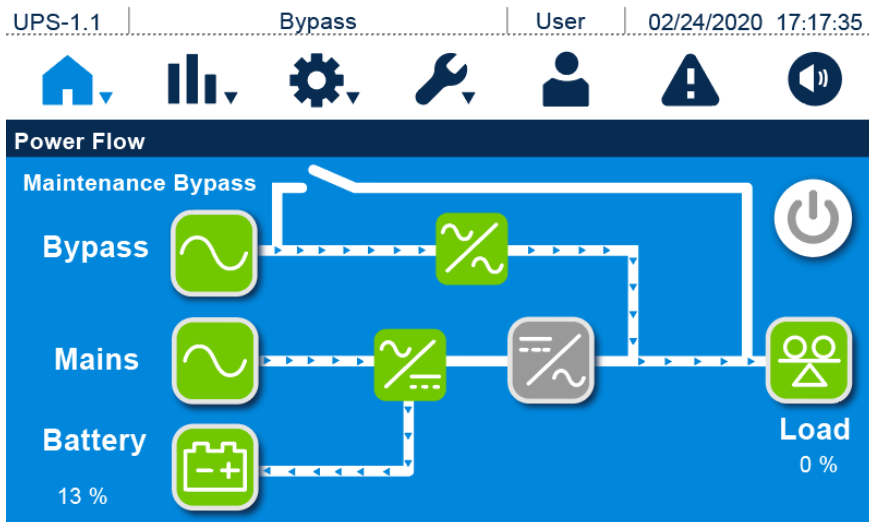 UPS-1.1 Bypass User 02/24/2020 17:17:35
Power Flow
Maintenance Bypass
Bypass
Mains
Battery
13 %
Load
0 %